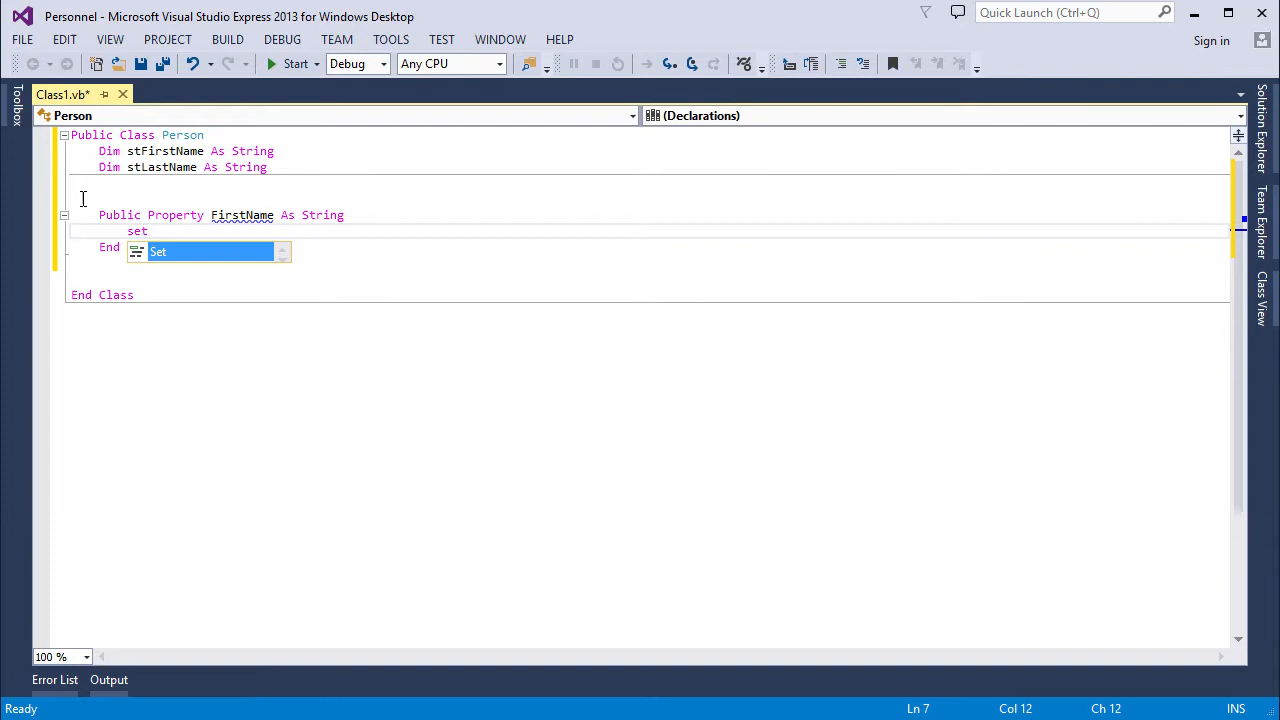 Personnel - Microsoft Visual Studio Express 2013 for Windows Desktop
Quick Launch (Ctrl+Q)
FILE EDIT VIEW PROJECT BUILD DEBUG TEAM TOOLS TEST WINDOW HELP
Sign in
Start Debug Any CPU
Toolbox
Class1.vb*
Person
(Declarations)
Public Class Person
Dim stFirstName As String
Dim stLastName As String
Public Property FirstName As String
set
End
Set
End Class
Solution Explorer
Team Explorer
Class View
100 %
Error List Output
Ready
Ln 7
Col 12
Ch 12
INS